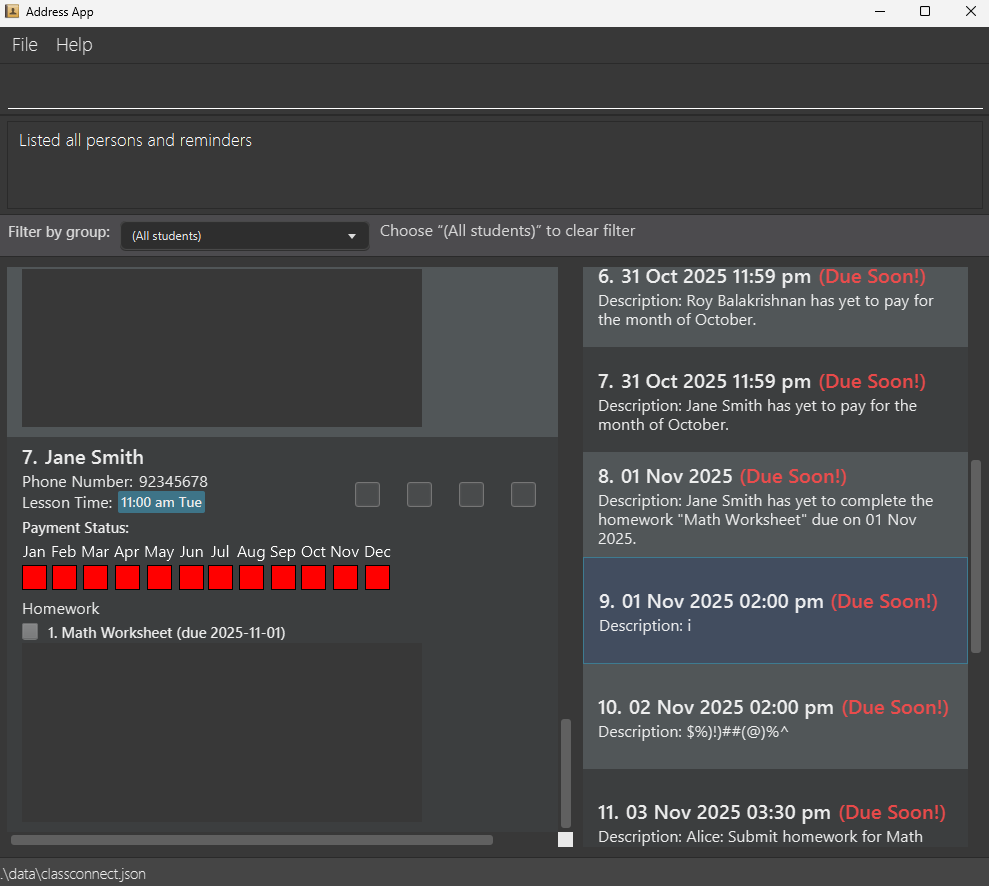 Address App
File Help
Listed all persons and reminders
Filter by group: (All students) Choose “(All students)” to clear filter
7. Jane Smith
Phone Number: 92345678
Lesson Time: 11:00 am Tue
Payment Status:
Jan Feb Mar Apr May Jun Jul Aug Sep Oct Nov Dec
Homework
1. Math Worksheet (due 2025-11-01)
6. 31 Oct 2025 11:59 pm (Due Soon!)
Description: Roy Balakrishnan has yet to pay for
the month of October.
7. 31 Oct 2025 11:59 pm (Due Soon!)
Description: Jane Smith has yet to pay for the
month of October.
8. 01 Nov 2025 (Due Soon!)
Description: Jane Smith has yet to complete the
homework "Math Worksheet" due on 01 Nov
2025.
9. 01 Nov 2025 02:00 pm (Due Soon!)
Description: i
10. 02 Nov 2025 02:00 pm (Due Soon!)
Description: $%)!)##(@)%^
11. 03 Nov 2025 03:30 pm (Due Soon!)
Description: Alice: Submit homework for Math
.\data\classconnect.json